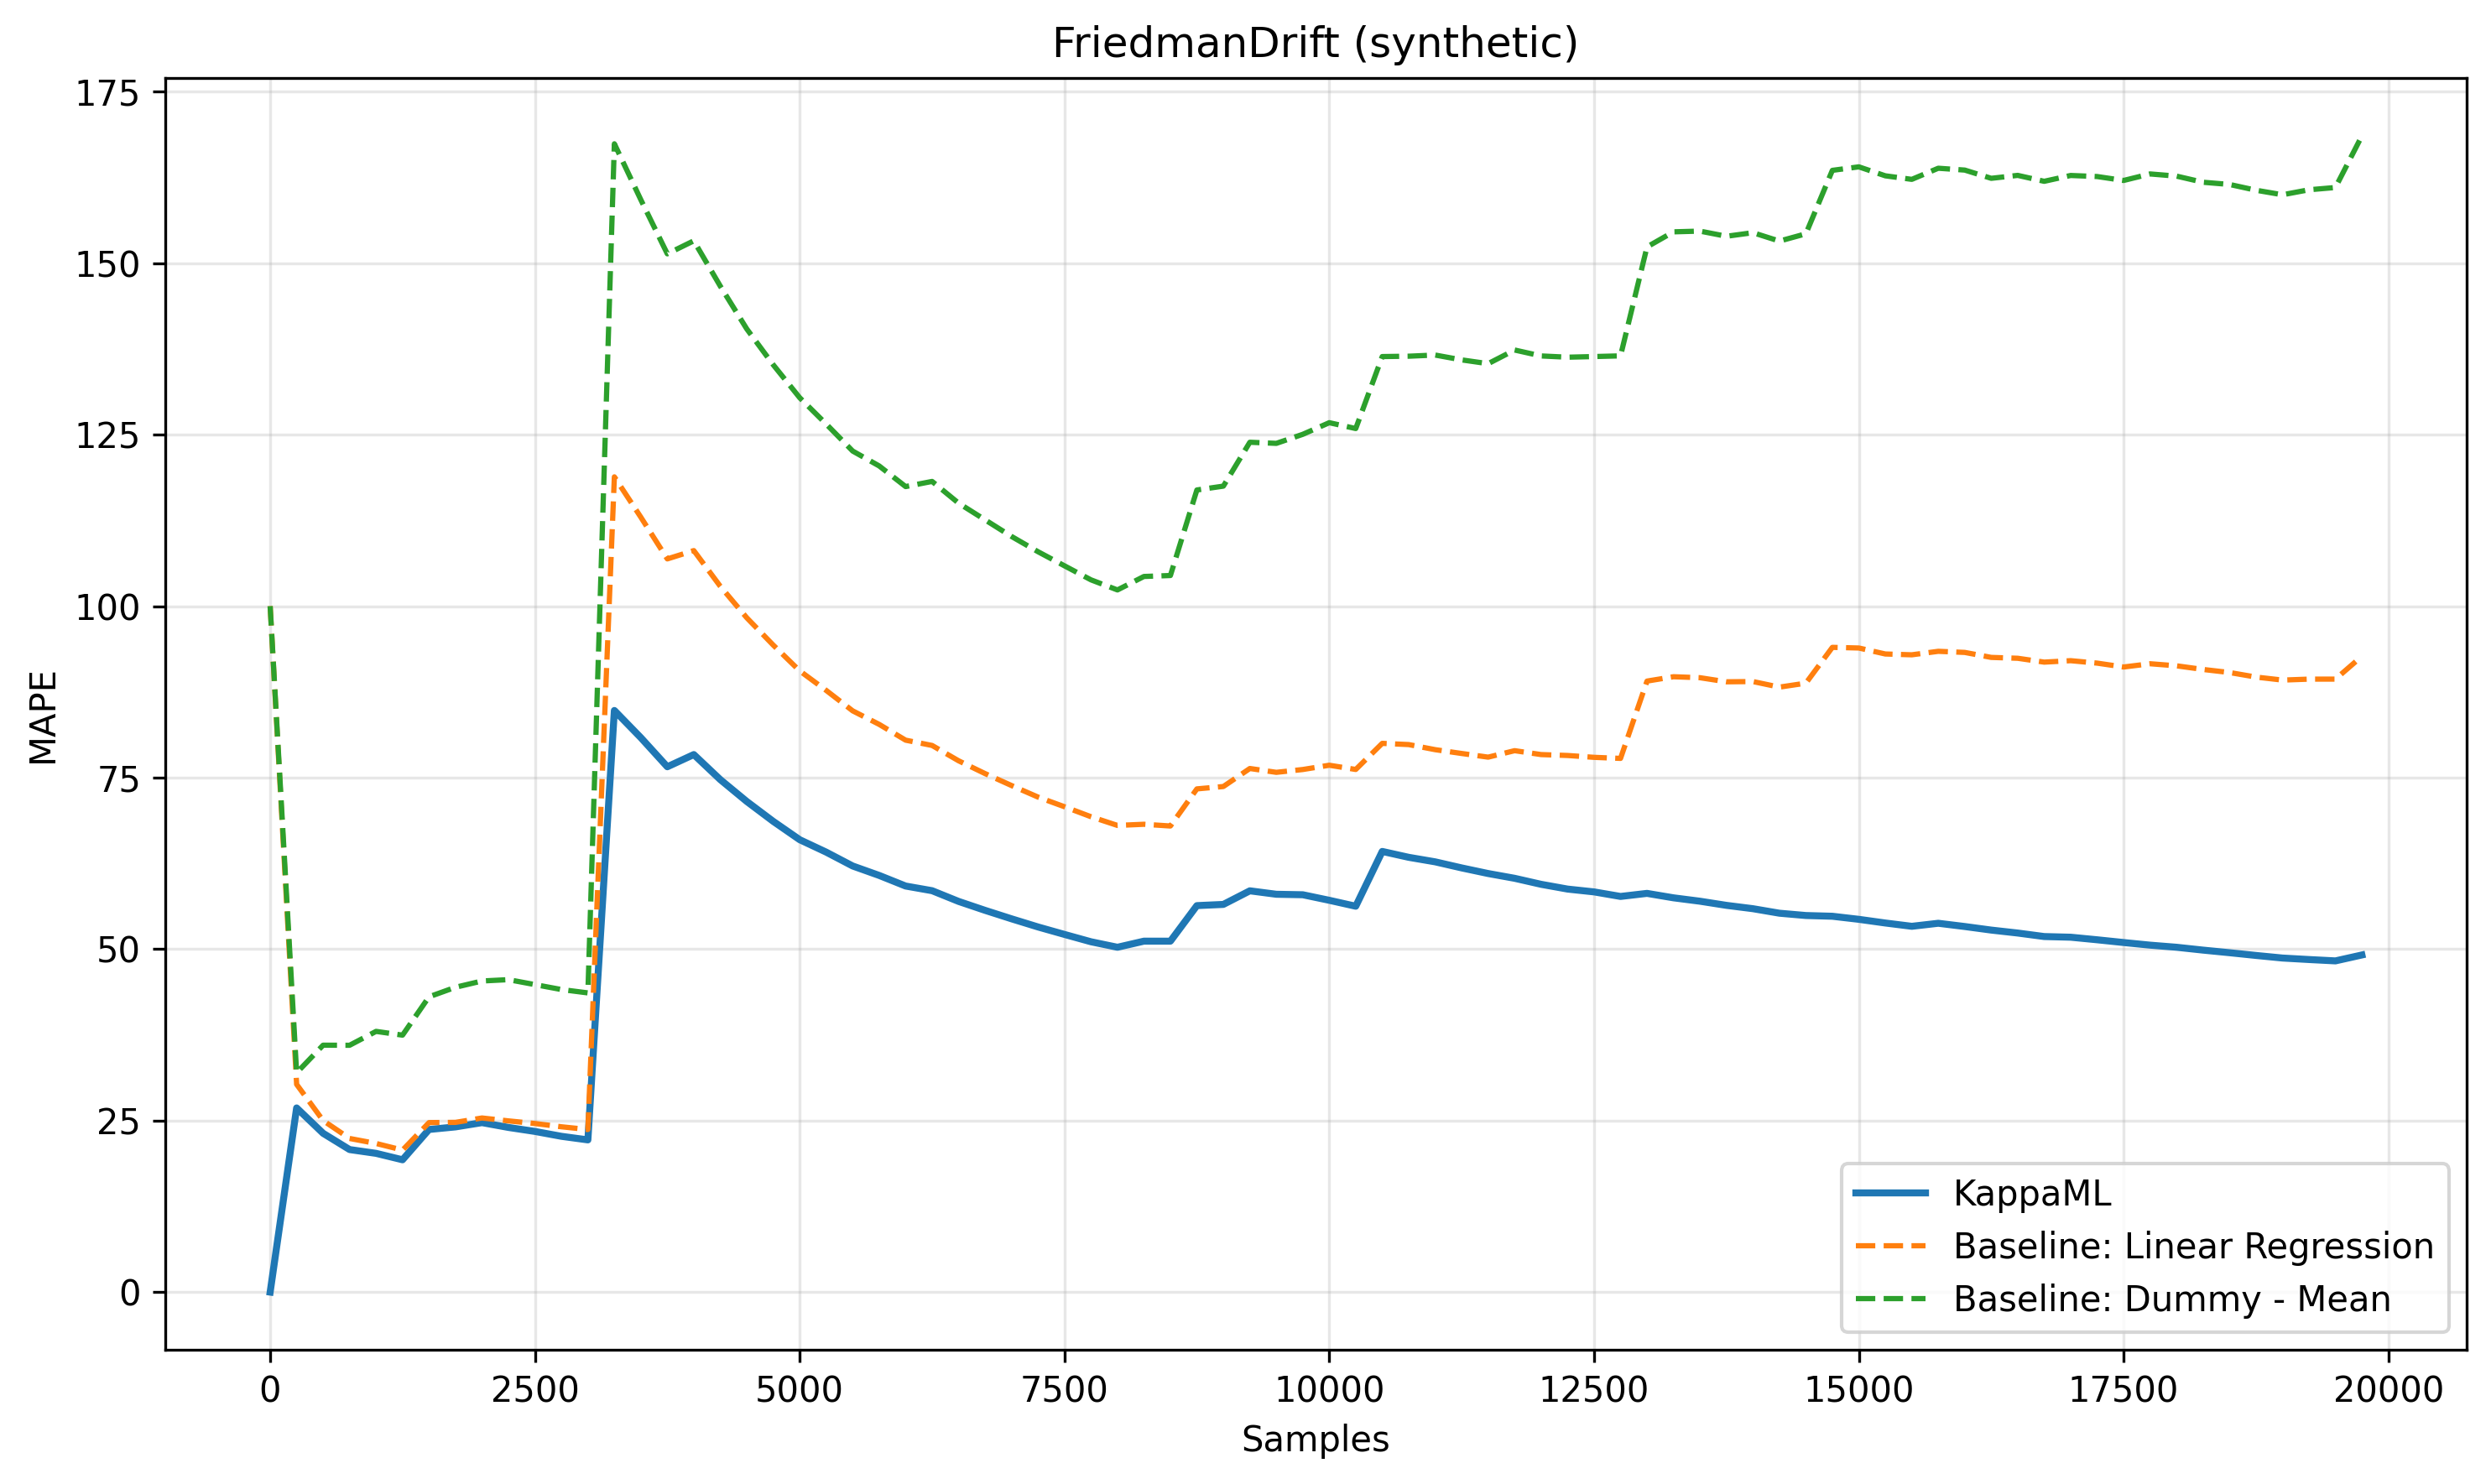 FriedmanDrift (synthetic)
175
150
125
100
75
50
25
0
MAPE
0 2500 5000 7500 10000 12500 15000 17500 20000
Samples
KappaML
Baseline: Linear Regression
Baseline: Dummy - Mean